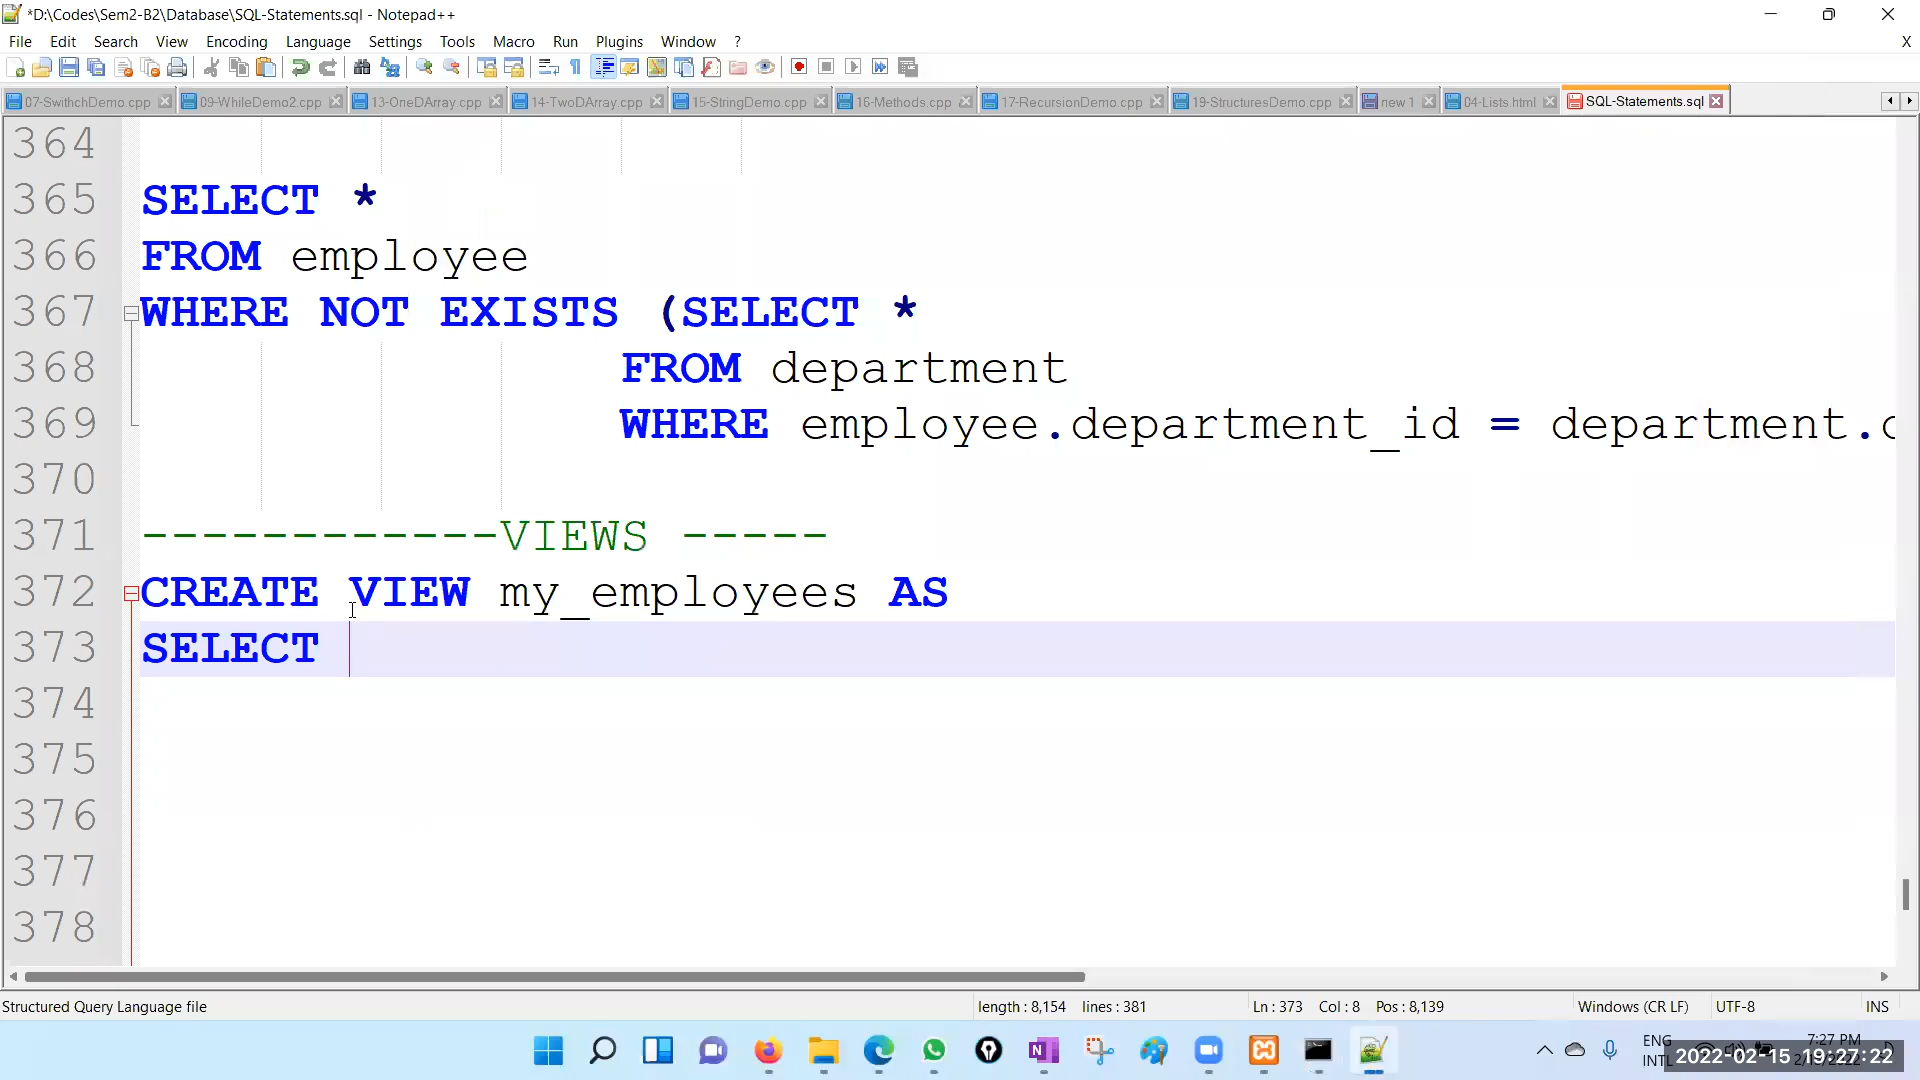 *D:\Codes\Sem2-B2\Database\SQL-Statements.sql - Notepad++
File Edit Search View Encoding Language Settings Tools Macro Run Plugins Window ? X
07-SwithchDemo.cpp 09-WhileDemo2.cpp 13-OneDArray.cpp 14-TwoDArray.cpp 15-StringDemo.cpp 16-Methods.cpp 17-RecursionDemo.cpp 19-StructuresDemo.cpp new 1 04-Lists html SQL-Statements.sql
364
365 SELECT *
366 FROM employee
367 WHERE NOT EXISTS (SELECT *
368 FROM department
369 WHERE employee.department_id = department.
370
371 ------------VIEWS -----
372 CREATE VIEW my_employees AS
373 SELECT
374
375
376
377
378
Structured Query Language file length : 8,154 lines : 381 Ln : 373 Col : 8 Pos : 8,139 Windows (CR LF) UTF-8 INS
ENG 7:27 PM
INTL
2022-02-15 19:27:22